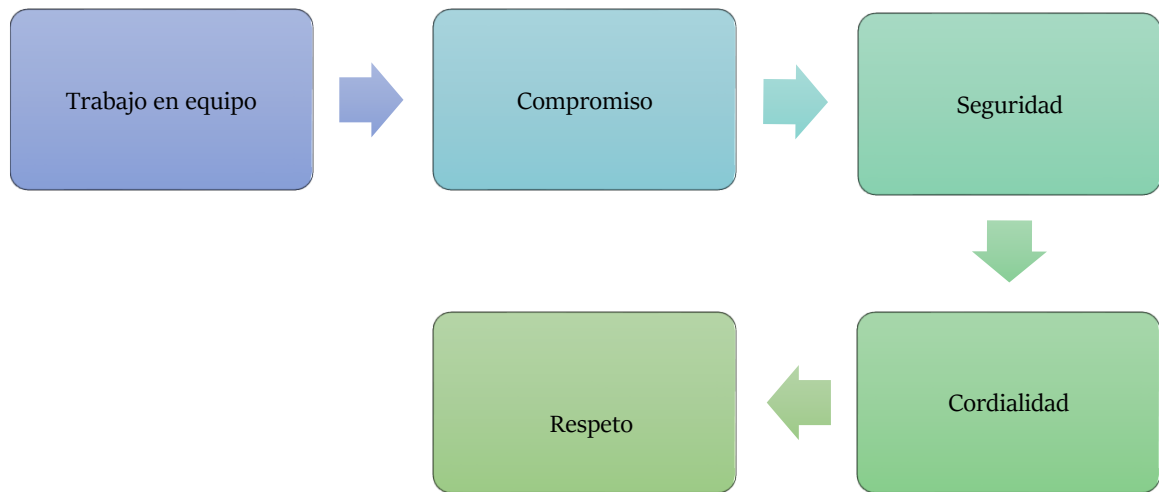 Trabajo en equipo
Compromiso
Seguridad
Cordialidad
Respeto